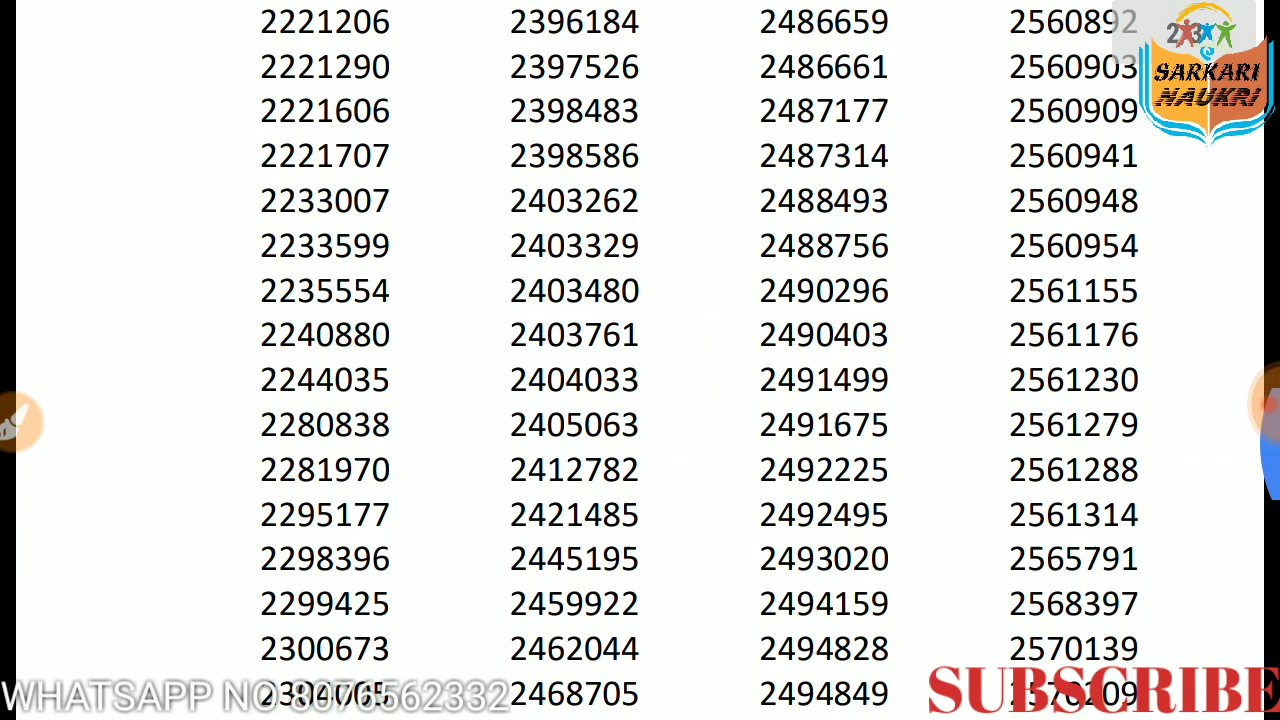 2221206 2396184 2486659 2560892
2221290 2397526 2486661 2560903
2221606 2398483 2487177 2560909
2221707 2398586 2487314 2560941
2233007 2403262 2488493 2560948
2233599 2403329 2488756 2560954
2235554 2403480 2490296 2561155
2240880 2403761 2490403 2561176
2244035 2404033 2491499 2561230
2280838 2405063 2491675 2561279
2281970 2412782 2492225 2561288
2295177 2421485 2492495 2561314
2298396 2445195 2493020 2565791
2299425 2459922 2494159 2568397
2300673 2462044 2494828 2570139
2468705 2494849
SARKARI
NAUKRI
WHATSAPP NO 8076562332
SUBSCRIBE